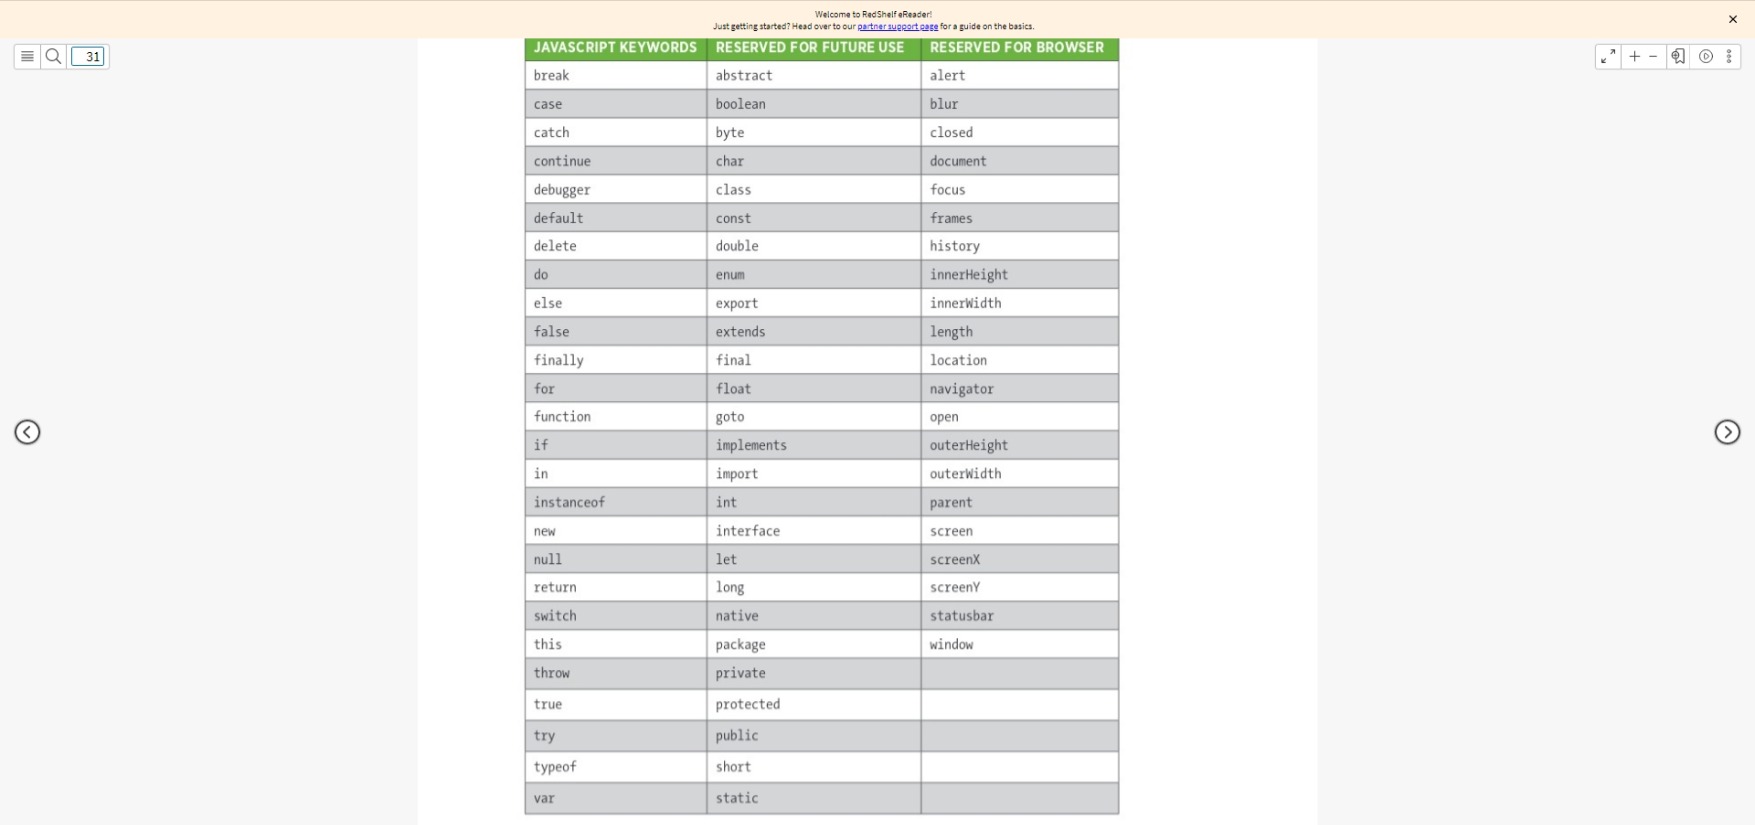 Welcome to RedShelf eReader!
Just getting started? Head over to our partner support page for a guide on the basics.
31
JAVASCRIPT KEYWORDS RESERVED FOR FUTURE USE RESERVED FOR BROWSER
break abstract alert
case boolean blur
catch byte closed
continue char document
debugger class focus
default const frames
delete double history
do enum innerHeight
else export innerWidth
false extends length
finally final location
for float navigator
function goto open
if implements outerHeight
in import outerWidth
instanceof int parent
new interface screen
null let screenX
return long screenY
switch native statusbar
this package window
throw private
true protected
try public
typeof short
var static